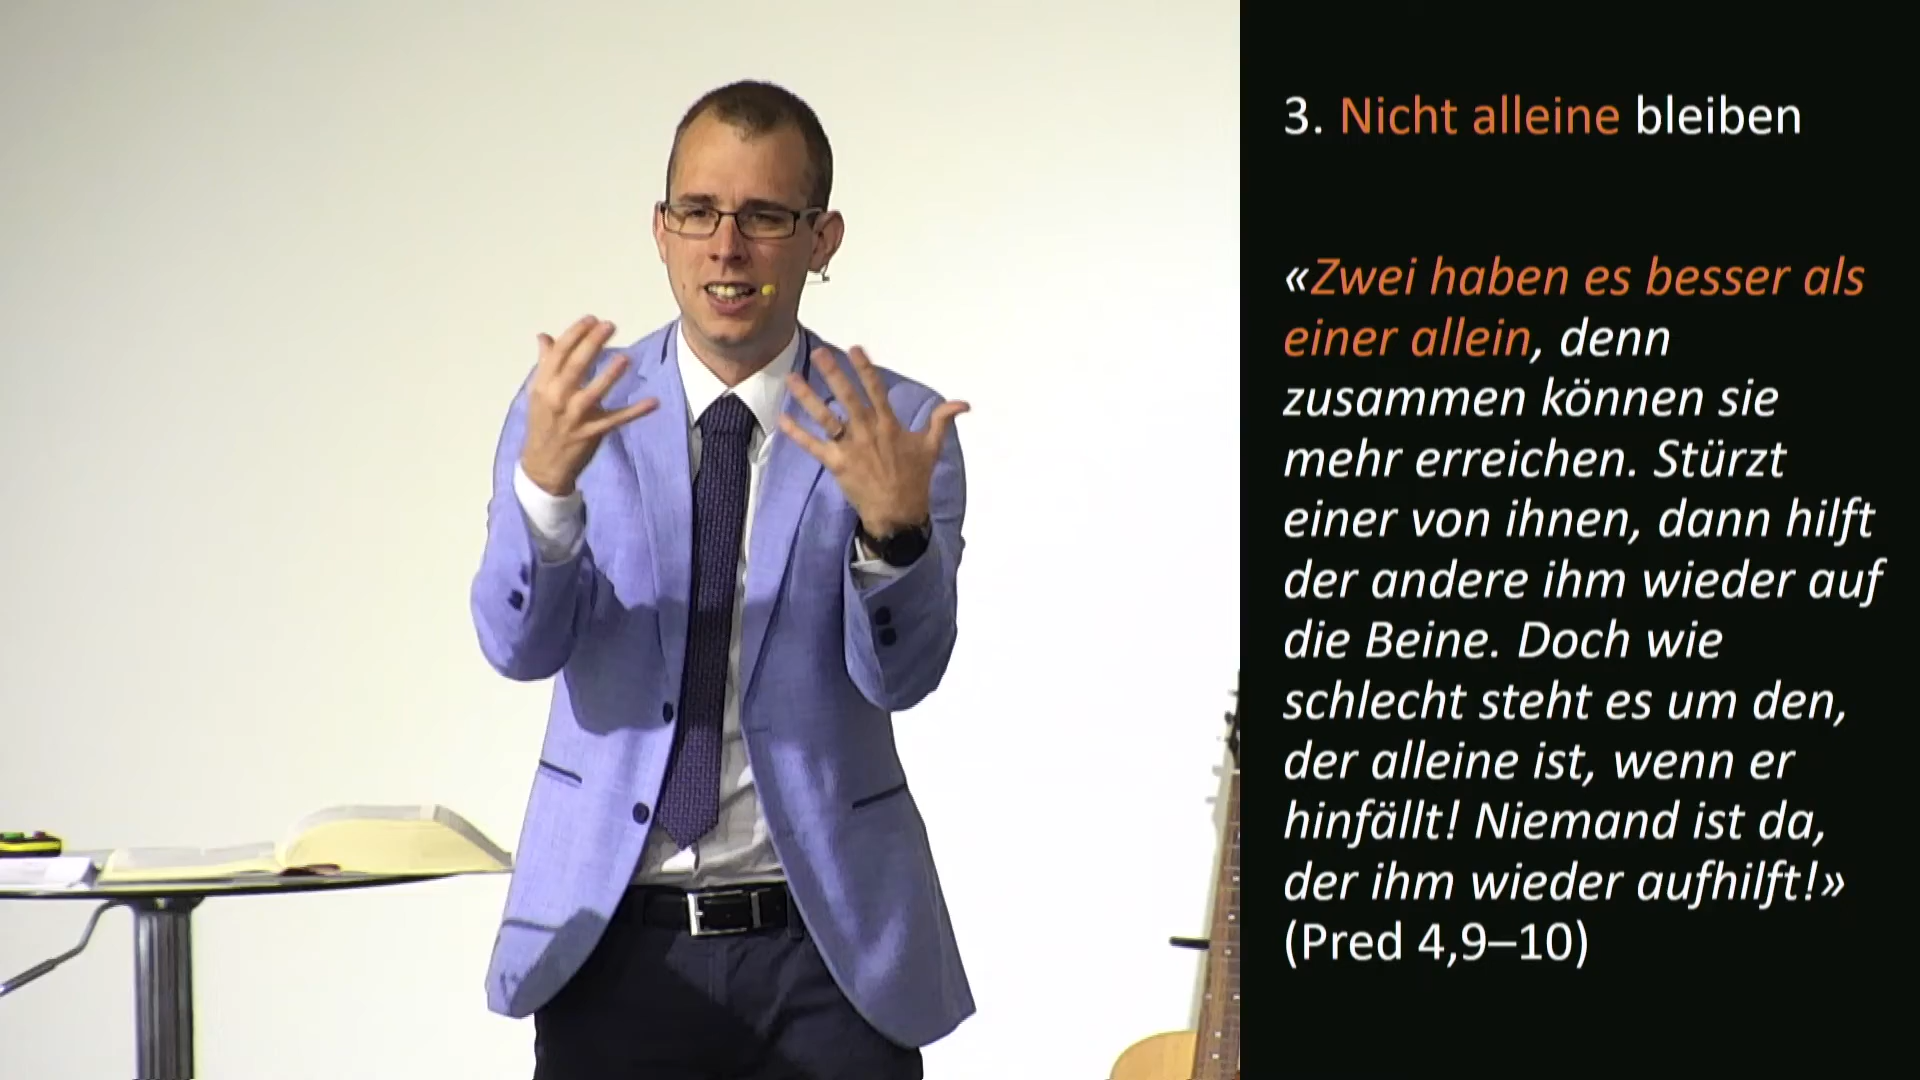 3. Nicht alleine bleiben
«Zwei haben es besser als
einer allein, denn
zusammen können sie
mehr erreichen. Stürzt
einer von ihnen, dann hilft
der andere ihm wieder auf
die Beine. Doch wie
schlecht steht es um den,
der alleine ist, wenn er
hinfällt! Niemand ist da,
der ihm wieder aufhilft!»
(Pred 4,9–10)